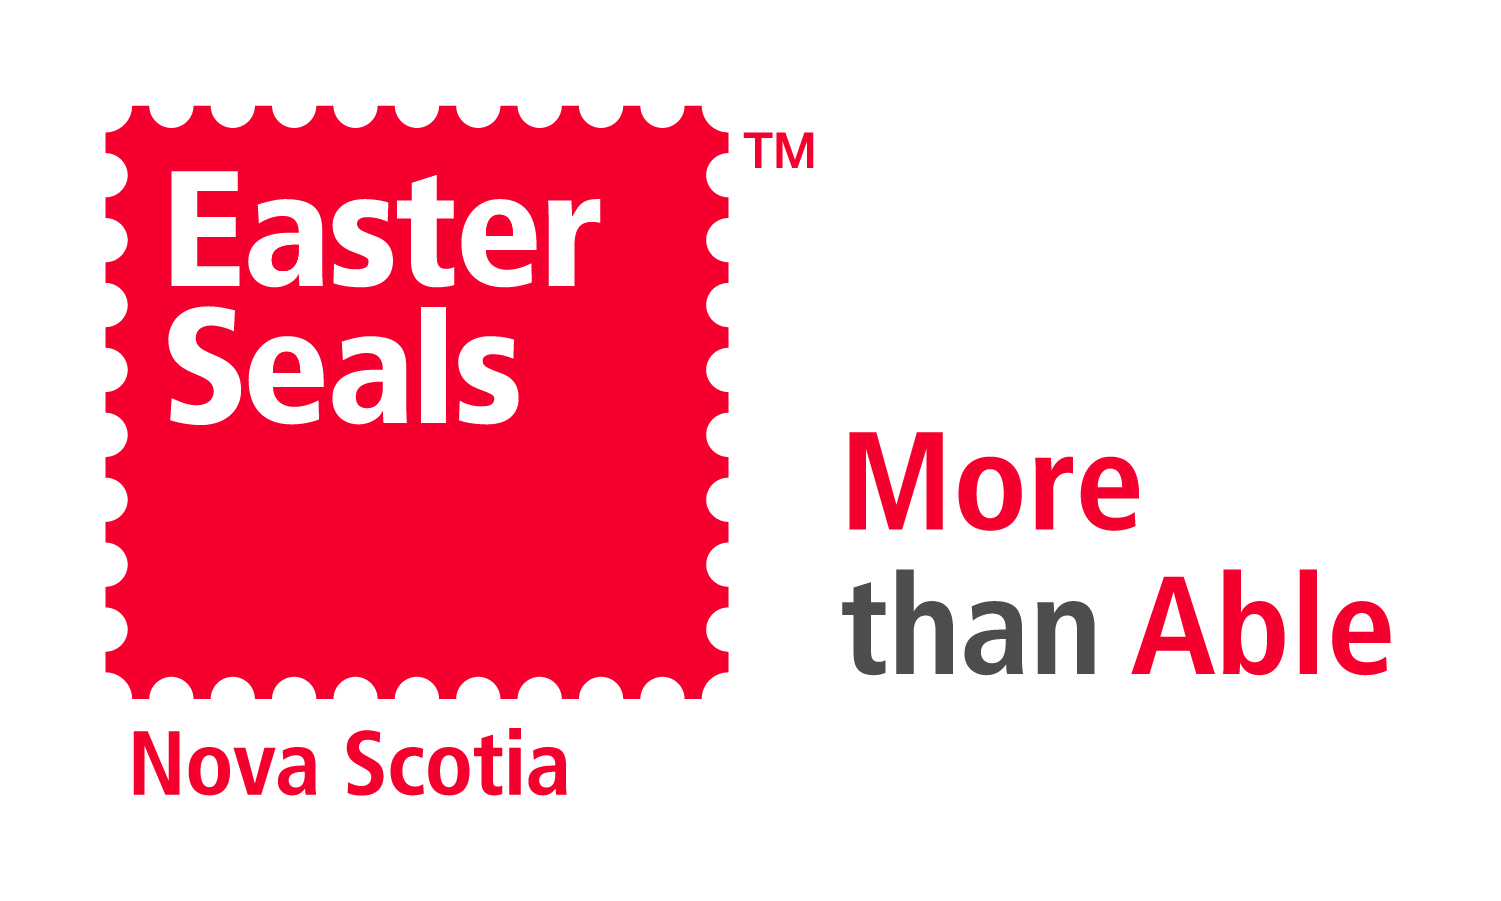 Easter
Seals
TM
More
than Able
Nova Scotia